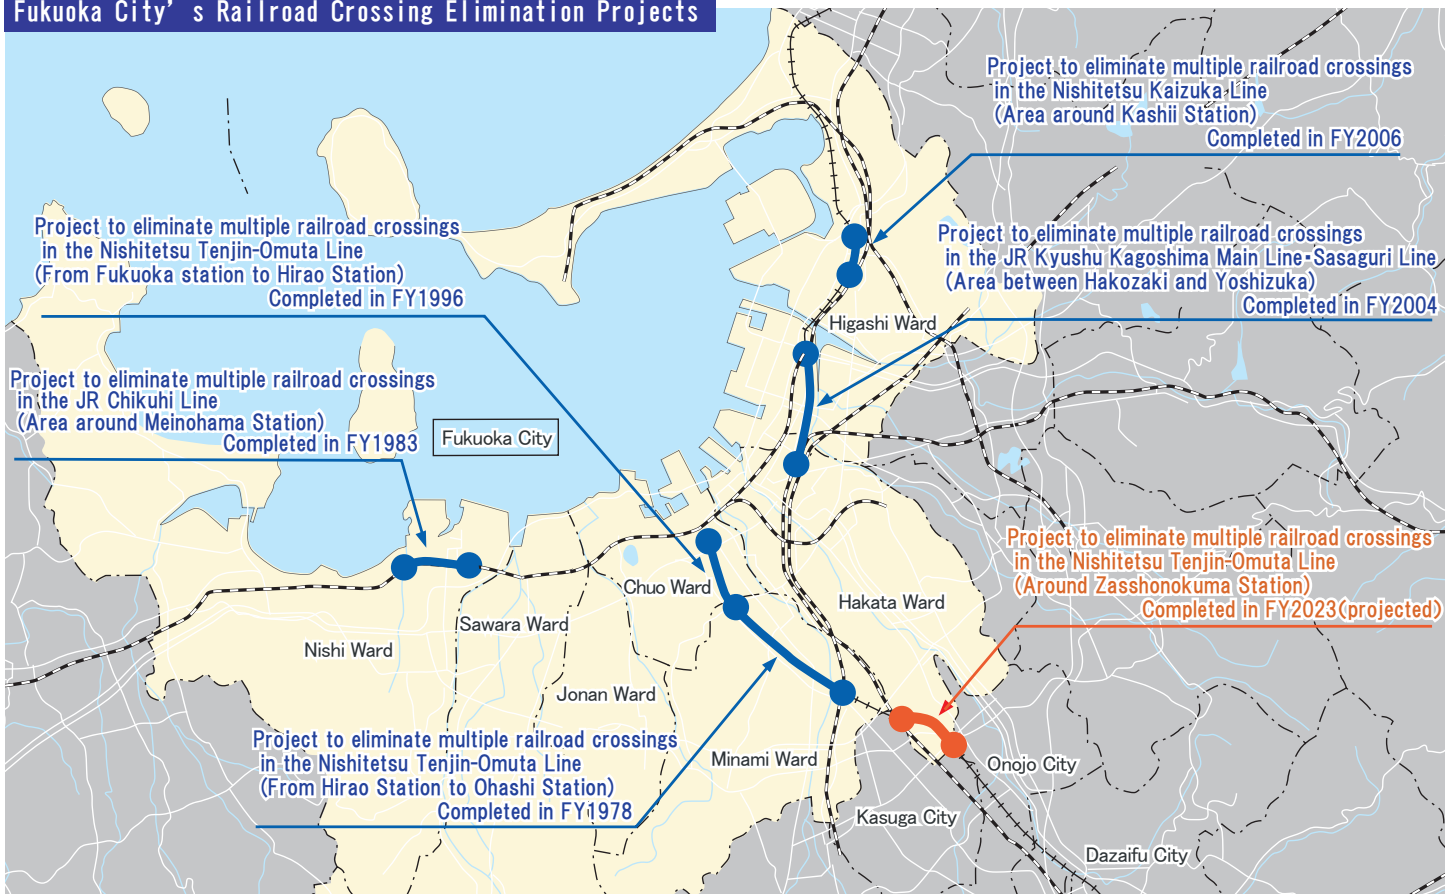 Fukuoka City’s Railroad Crossing Elimination Projects
Project to eliminate multiple railroad crossings
in the Nishitetsu Kaizuka Line
(Area around Kashii Station)
Completed in FY2006
Project to eliminate multiple railroad crossings
in the Nishitetsu Tenjin-Omuta Line
(From Fukuoka station to Hirao Station)
Completed in FY1996
Project to eliminate multiple railroad crossings
in the JR Kyushu Kagoshima Main Line・Sasaguri Line
(Area between Hakozaki and Yoshizuka)
Completed in FY2004
Higashi Ward
Project to eliminate multiple railroad crossings
in the JR Chikuhi Line
(Area around Meinohama Station)
Completed in FY1983
Fukuoka City
Project to eliminate multiple railroad crossings
in the Nishitetsu Tenjin-Omuta Line
(Around Zasshonokuma Station)
Completed in FY2023(projected)
Chuo Ward
Hakata Ward
Sawara Ward
Nishi Ward
Jonan Ward
Project to eliminate multiple railroad crossings
in the Nishitetsu Tenjin-Omuta Line
(From Hirao Station to Ohashi Station)
Completed in FY1978
Minami Ward
Onojo City
Kasuga City
Dazaifu City